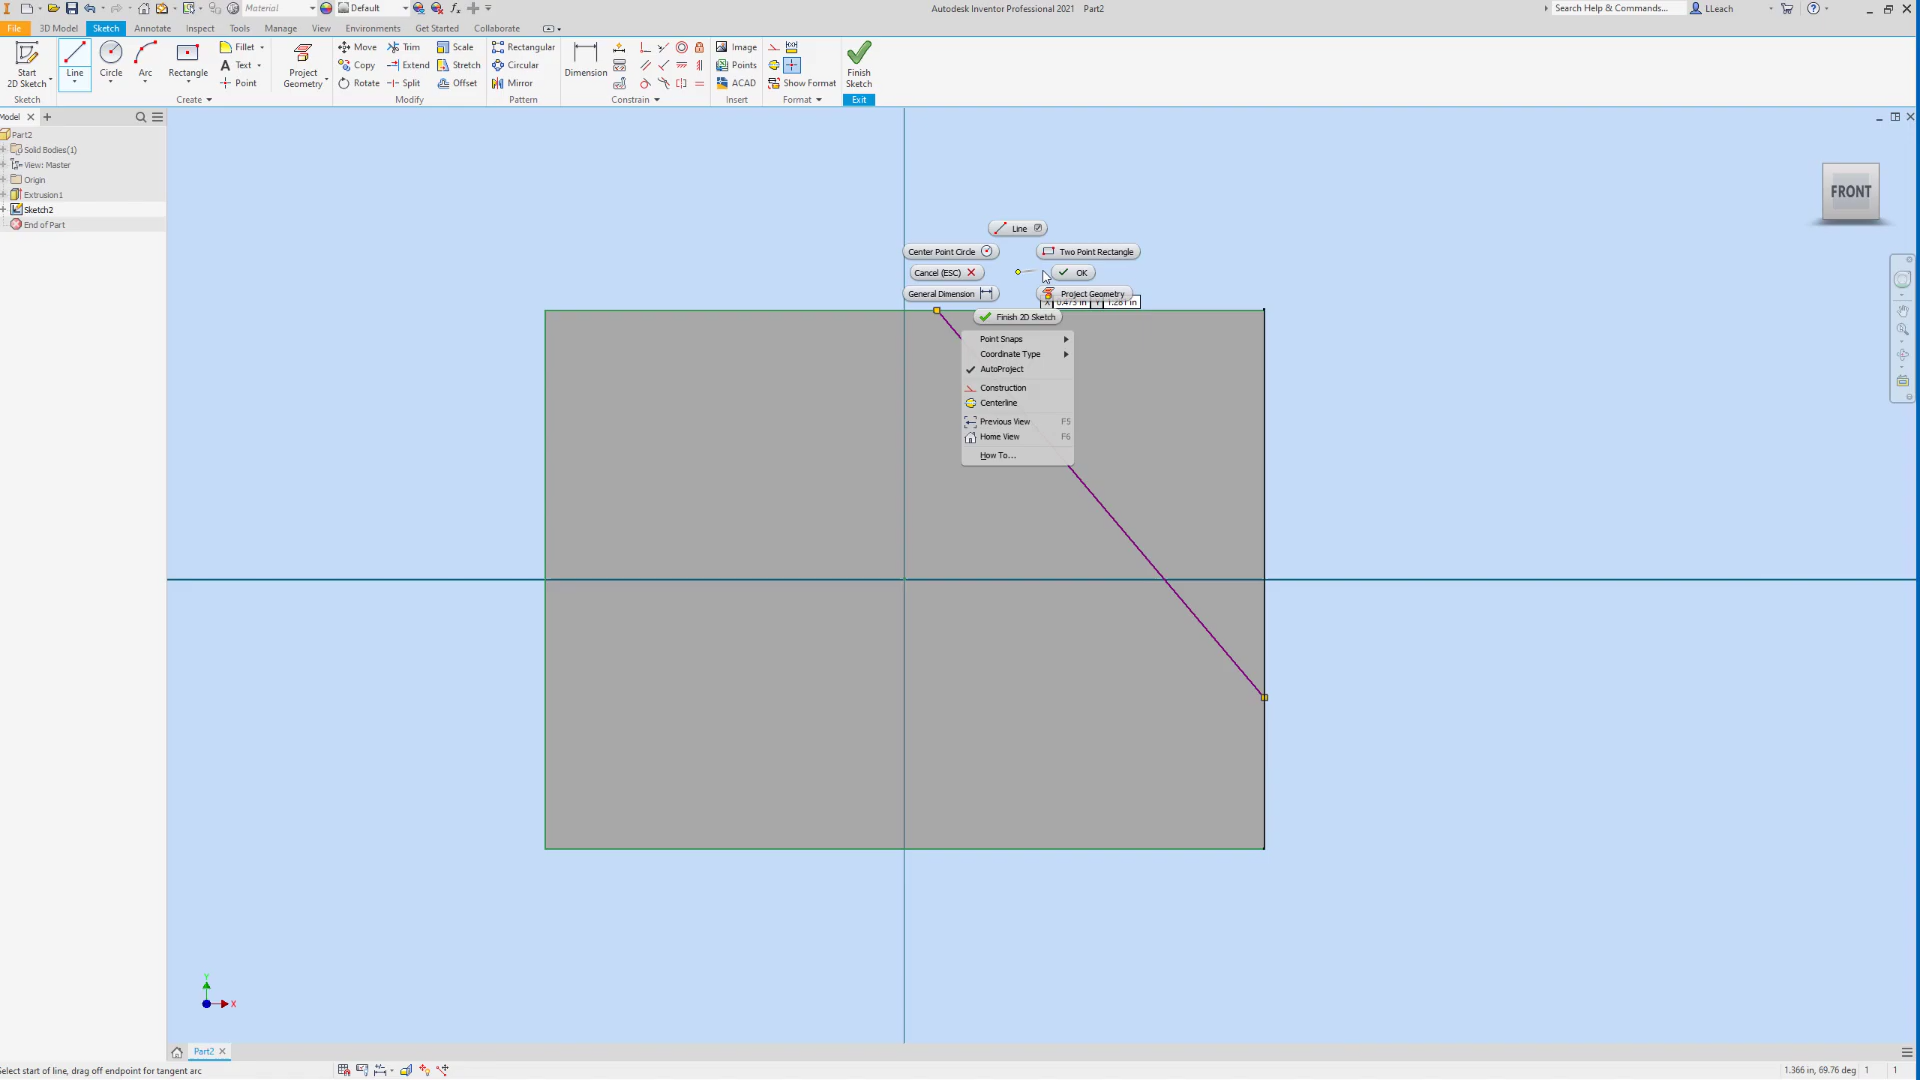 Material
Default
Autodesk Inventor Professional 2021 Part2
Search Help & Commands...
LLeach
File
3D Model
Sketch
Annotate
Inspect
Tools
Manage
View
Environments
Get Started
Collaborate
Start
2D Sketch
Line
Circle
Arc
Rectangle
Fillet
Text
Point
Project
Geometry
Move
Copy
Rotate
Trim
Extend
Split
Scale
Stretch
Offset
Rectangular
Circular
Mirror
Dimension
Image
Points
ACAD
Show Format
Finish
Sketch
Sketch
Create
Modify
Pattern
Constrain
Insert
Format
Exit
Model
Part2
Solid Bodies(1)
View: Master
Origin
Extrusion1
Sketch2
End of Part
FRONT
Line
Center Point Circle
Two Point Rectangle
Cancel (ESC)
OK
General Dimension
Project Geometry
X 0.473 in Y 1.281 in
Finish 2D Sketch
Point Snaps
Coordinate Type
AutoProject
Construction
Centerline
Previous View F5
Home View F6
How To...
Y
X
Part2
Select start of line, drag off endpoint for tangent arc
1.366 in, 69.76 deg 1 1